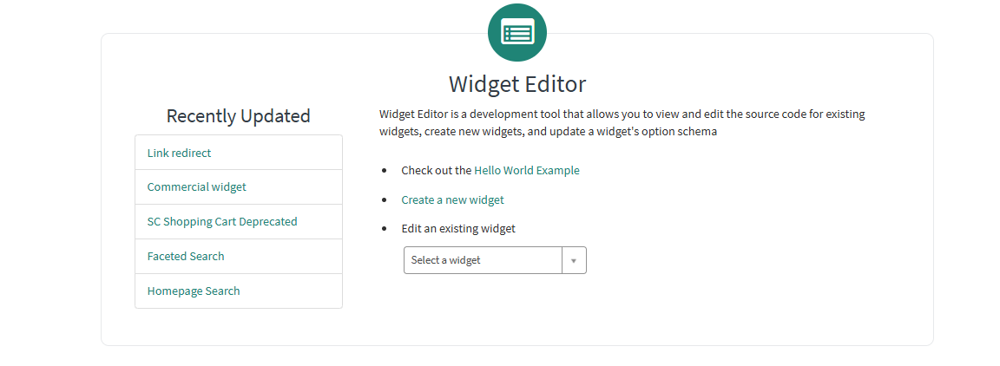 Widget Editor
Recently Updated
Link redirect
Commercial widget
SC Shopping Cart Deprecated
Faceted Search
Homepage Search
Widget Editor is a development tool that allows you to view and edit the source code for existing
widgets, create new widgets, and update a widget's option schema
Check out the Hello World Example
Create a new widget
Edit an existing widget
Select a widget